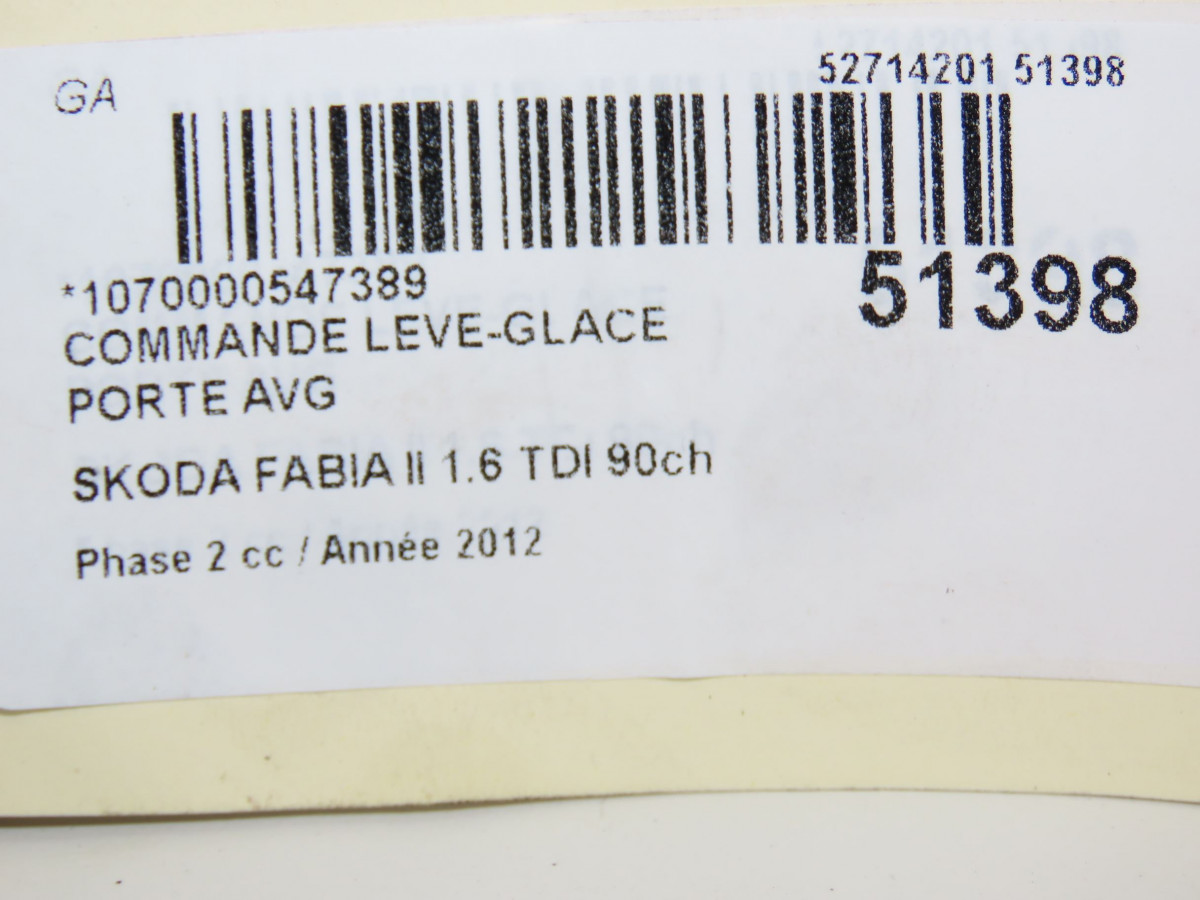 GA
52714201 51398
51398
*1070000547389
COMMANDE LEVE-GLACE
PORTE AVG
SKODA FABIA II 1.6 TDI 90ch
Phase 2 cc / Année 2012